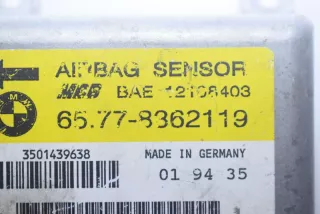 AIRBAG SENSOR
BAE 12108403
65.77-8362119
3501439638
MADE IN GERMANY
01 94 35